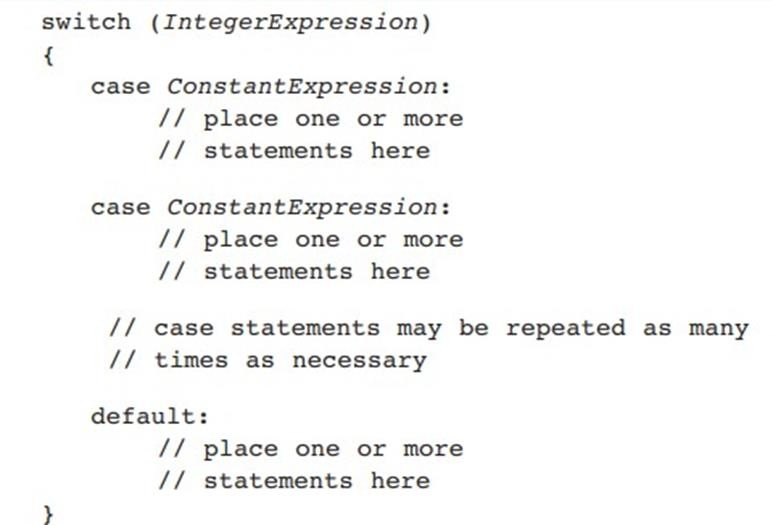 switch (IntegerExpression)
{
case ConstantExpression:
// place one or more
// statements here
case ConstantExpression:
// place one or more
// statements here
// case statements may be repeated as many
// times as necessary
default:
// place one or more
// statements here
}